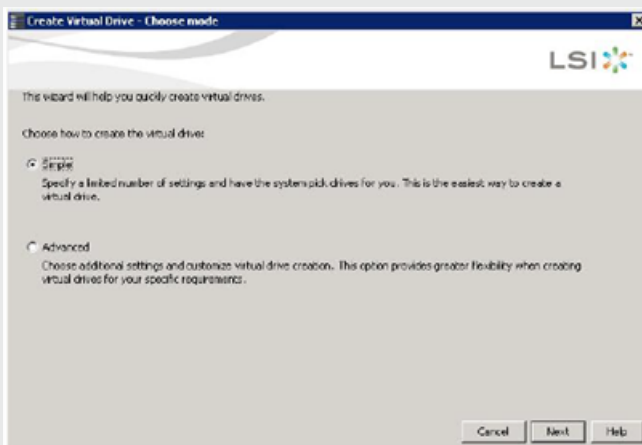 Create Virtual Drive - Choose mode
LSI
This wizard will help you quickly create virtual drives.
Choose how to create the virtual drive:
Simple
Specify a limited number of settings and have the system pick drives for you. This is the easiest way to create a
virtual drive.
Advanced
Choose additional settings and customize virtual drive creation. This option provides greater flexibility when creating
virtual drives for your specific requirements.
Cancel Next Help